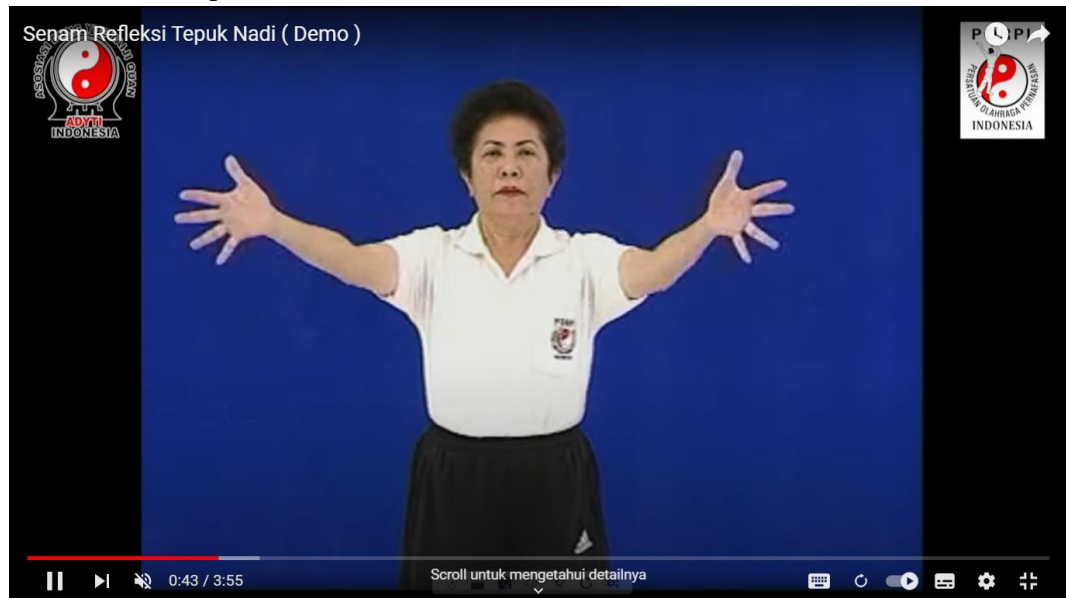 Senam Refleksi Tepuk Nadi ( Demo )
ADYTI
INDONESIA
PERSATUAN OLAHRAGA PERNAFASAN
INDONESIA
0:43 / 3:55
Scroll untuk mengetahui detailnya